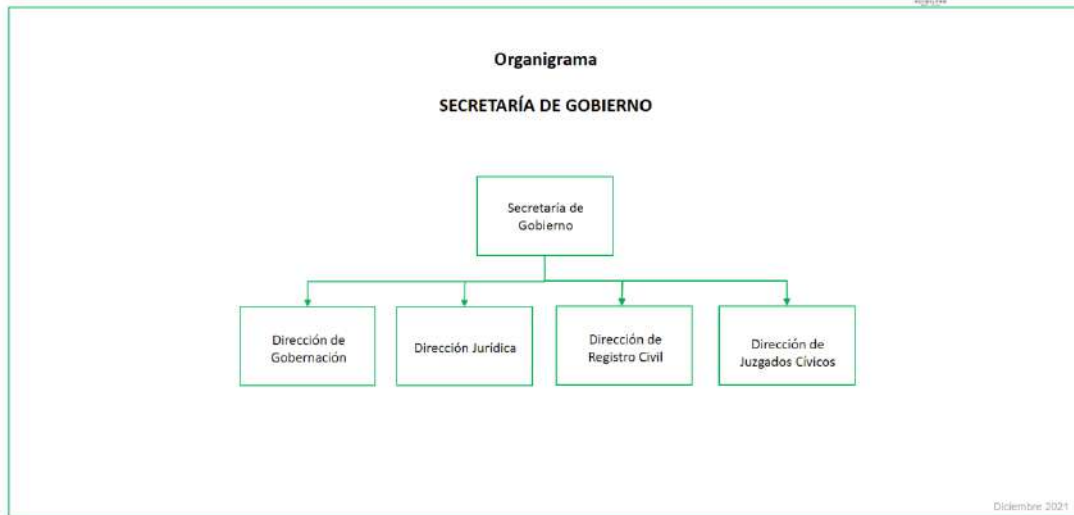 Organigrama
SECRETARÍA DE GOBIERNO
Secretaría de
Gobierno
Dirección de
Gobernación
Dirección Jurídica
Dirección de
Registro Civil
Dirección de
Juzgados Cívicos
Diciembre 2021